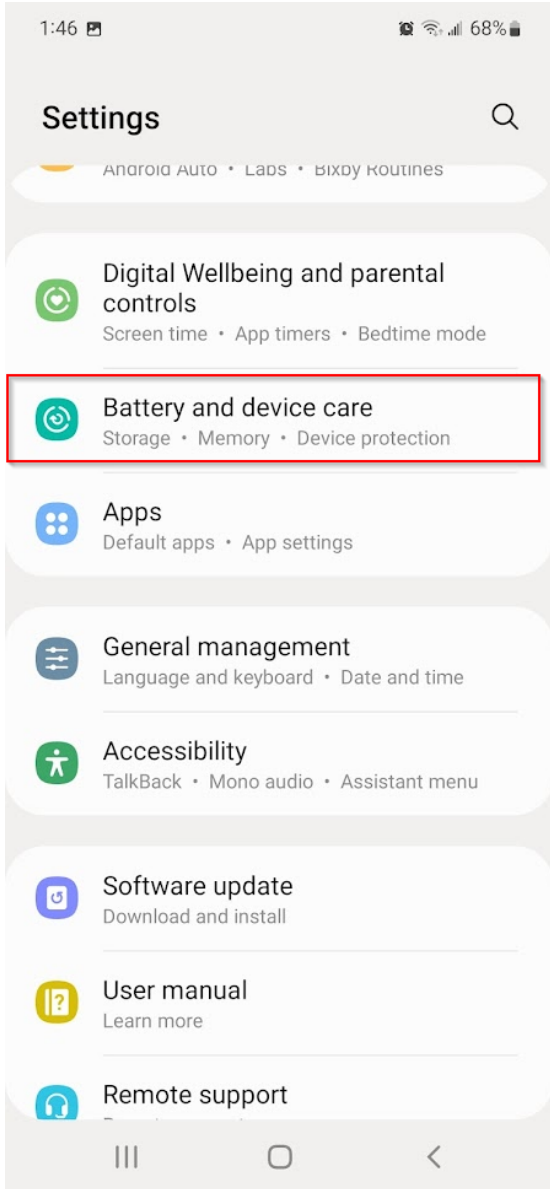 1:46 68%
Settings
Android Auto • Labs • Bixby Routines
Digital Wellbeing and parental
controls
Screen time • App timers • Bedtime mode
Battery and device care
Storage • Memory • Device protection
Apps
Default apps • App settings
General management
Language and keyboard • Date and time
Accessibility
TalkBack • Mono audio • Assistant menu
Software update
Download and install
User manual
Learn more
Remote support